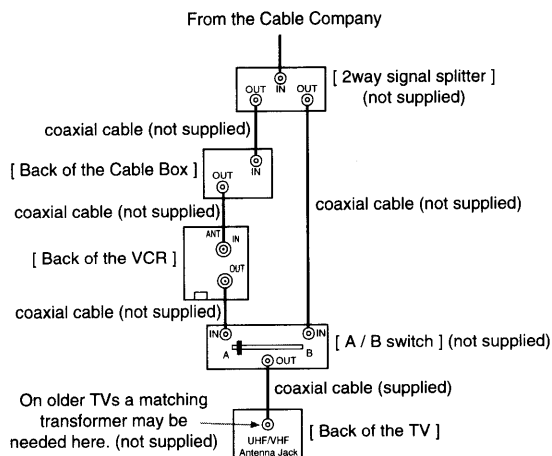 From the Cable Company
IN
OUT
OUT
[ 2way signal splitter ]
(not supplied)
coaxial cable (not supplied)
[ Back of the Cable Box ]
OUT
IN
coaxial cable (not supplied)
coaxial cable (not supplied)
ANT
IN
[ Back of the VCR ]
OUT
coaxial cable (not supplied)
IN
IN
A
B
[ A / B switch ] (not supplied)
OUT
coaxial cable (supplied)
On older TVs a matching
transformer may be
needed here. (not supplied)
UHF/VHF
Antenna Jack
[ Back of the TV ]